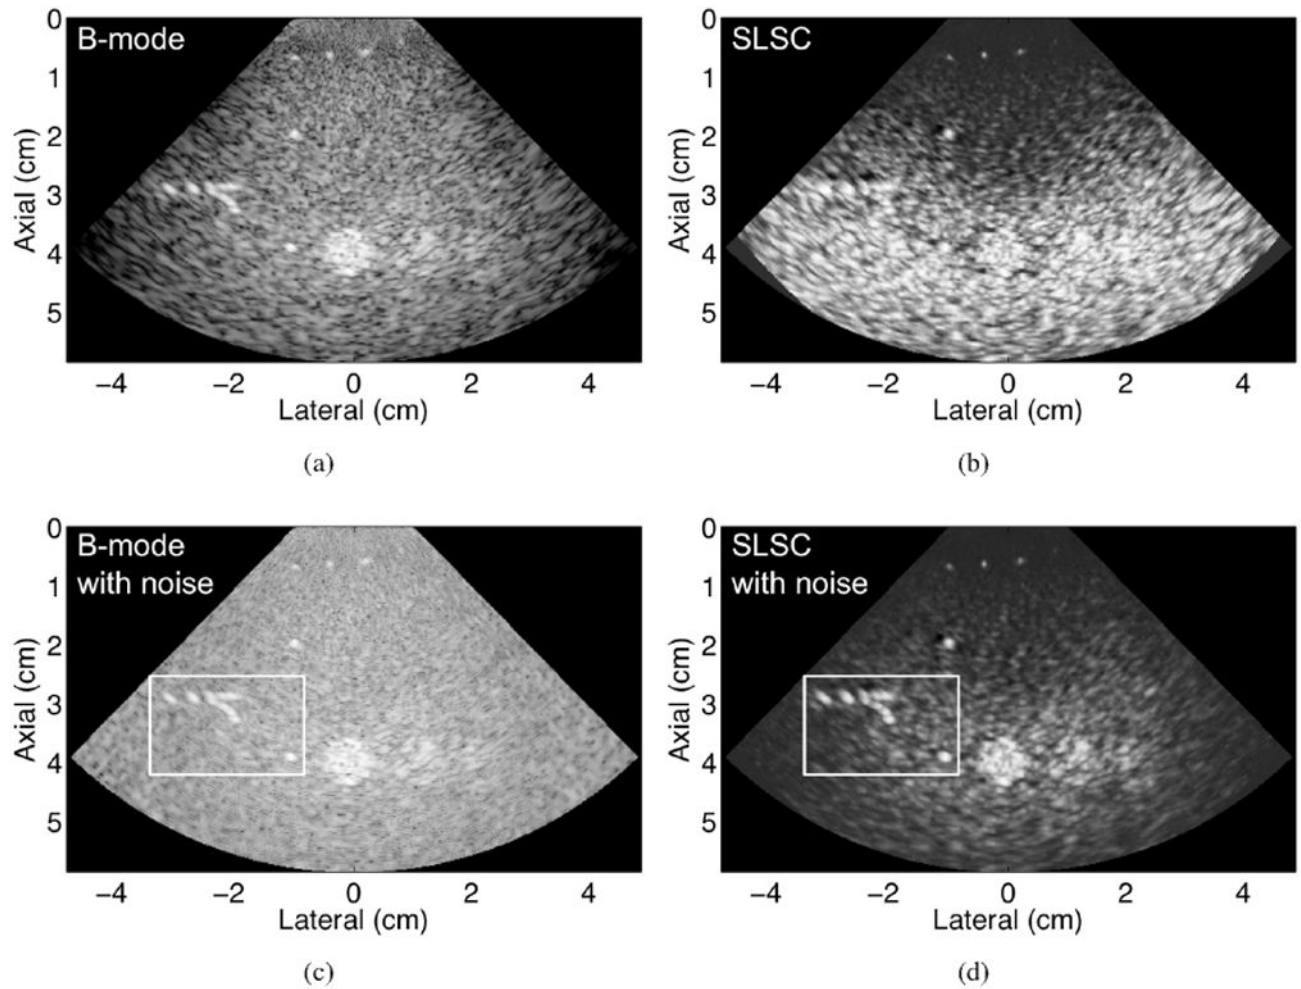 B-mode
0
1
2
3
4
5
Axial (cm)
−4
−2
0
2
4
Lateral (cm)
(a)
SLSC
0
1
2
3
4
5
Axial (cm)
−4
−2
0
2
4
Lateral (cm)
(b)
B-mode
with noise
0
1
2
3
4
5
Axial (cm)
−4
−2
0
2
4
Lateral (cm)
(c)
SLSC
with noise
0
1
2
3
4
5
Axial (cm)
−4
−2
0
2
4
Lateral (cm)
(d)